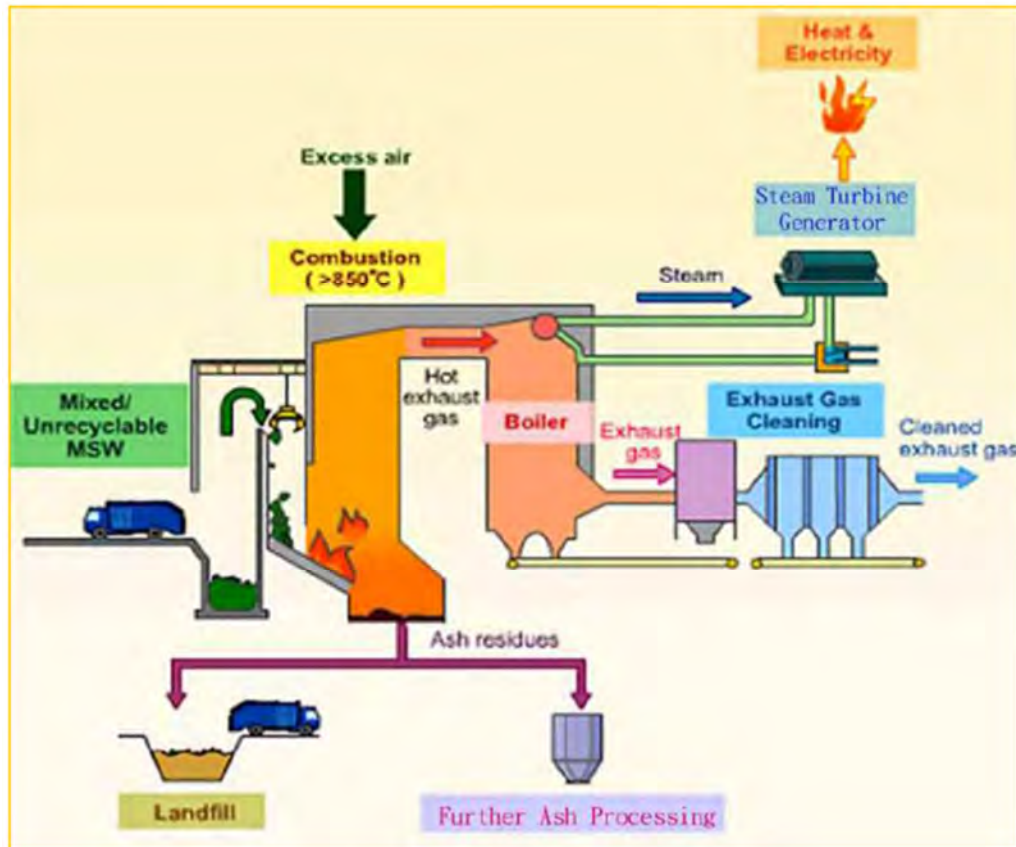 Heat &
Electricity
Excess air
Steam Turbine
Generator
Combustion
( >850°C )
Steam
Hot
exhaust
gas
Mixed/
Unrecyclable
MSW
Boiler
Exhaust
gas
Exhaust Gas
Cleaning
Cleaned
exhaust gas
Ash residues
Landfill
Further Ash Processing